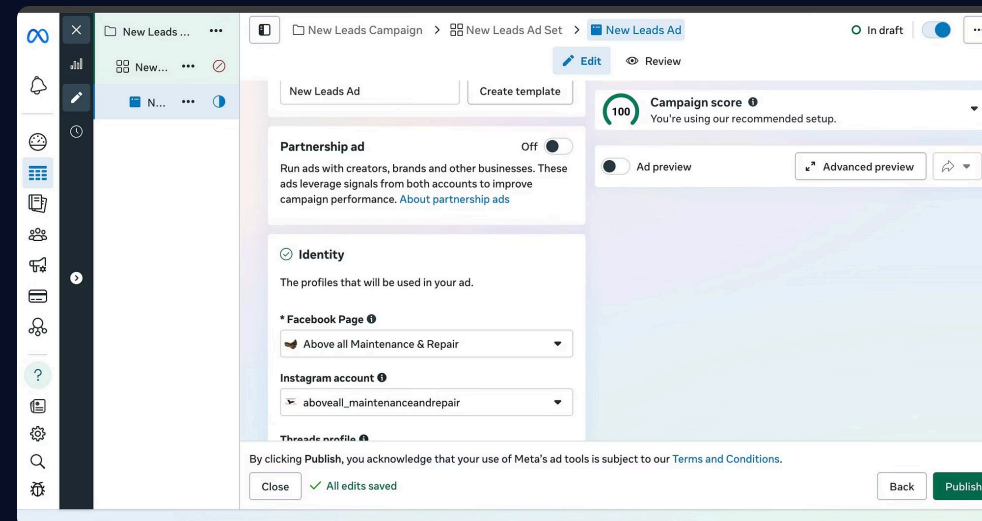 New Leads ...
New Leads Campaign > New Leads Ad Set > New Leads Ad
In draft
New...
Edit
Review
N...
New Leads Ad
Create template
100
Campaign score
You're using our recommended setup.
Partnership ad
Off
Run ads with creators, brands and other businesses. These
ads leverage signals from both accounts to improve
campaign performance. About partnership ads
Ad preview
Advanced preview
Identity
The profiles that will be used in your ad.
* Facebook Page
Above all Maintenance & Repair
Instagram account
aboveall_maintenanceandrepair
Threads profile
By clicking Publish, you acknowledge that your use of Meta's ad tools is subject to our Terms and Conditions.
Close
All edits saved
Back
Publish